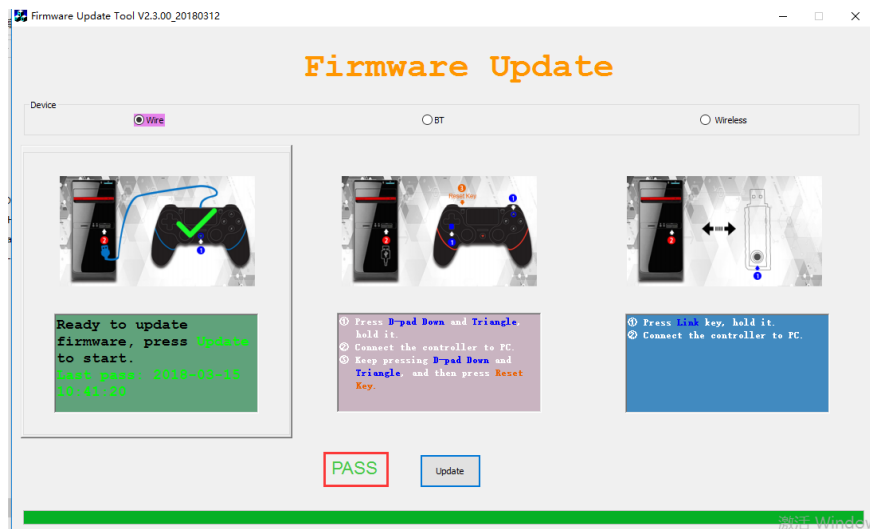 Firmware Update Tool V2.3.00_20180312
Firmware Update
Device
Wire
BT
Wireless
Reset Key
Ready to update
firmware, press Update
to start.
Last pass: 2018-03-15
10:41:20
① Press D-pad Down and Triangle,
hold it.
② Connect the controller to PC.
③ Keep pressing D-pad Down and
Triangle, and then press Reset
Key.
① Press Link key, hold it.
② Connect the controller to PC.
PASS
Update
激活 Window